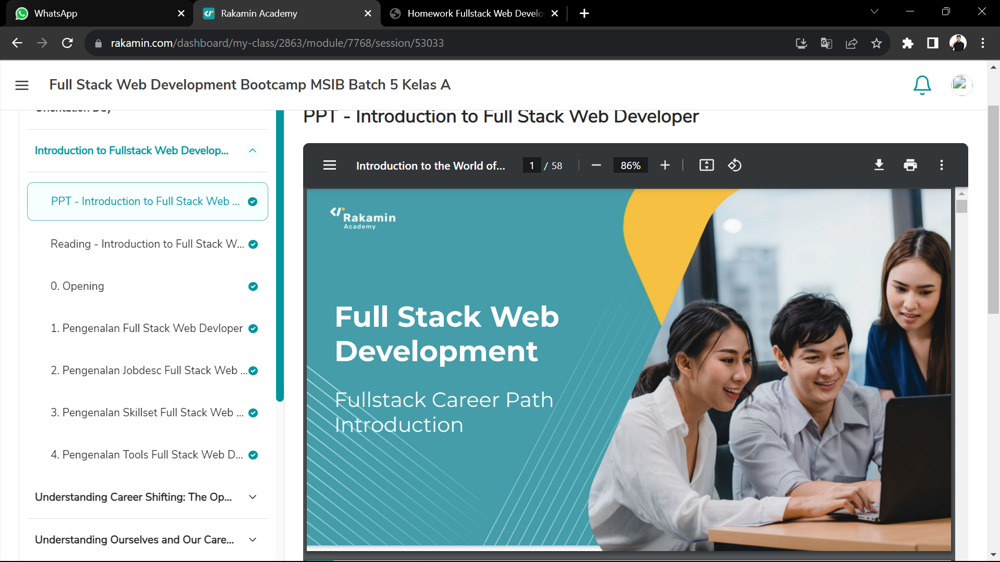 WhatsApp
Rakamin Academy
Homework Fullstack Web Develo
rakamin.com/dashboard/my-class/2863/module/7768/session/53033
Full Stack Web Development Bootcamp MSIB Batch 5 Kelas A
Orientation Day
Introduction to Fullstack Web Develop...
PPT - Introduction to Full Stack Web ...
Reading - Introduction to Full Stack W...
0. Opening
1. Pengenalan Full Stack Web Devloper
2. Pengenalan Jobdesc Full Stack Web ...
3. Pengenalan Skillset Full Stack Web ...
4. Pengenalan Tools Full Stack Web D...
Understanding Career Shifting: The Op...
Understanding Ourselves and Our Care...
PPT - Introduction to Full Stack Web Developer
Introduction to the World of... 1 / 58 86%
Rakamin
Academy
Full Stack Web
Development
Fullstack Career Path
Introduction